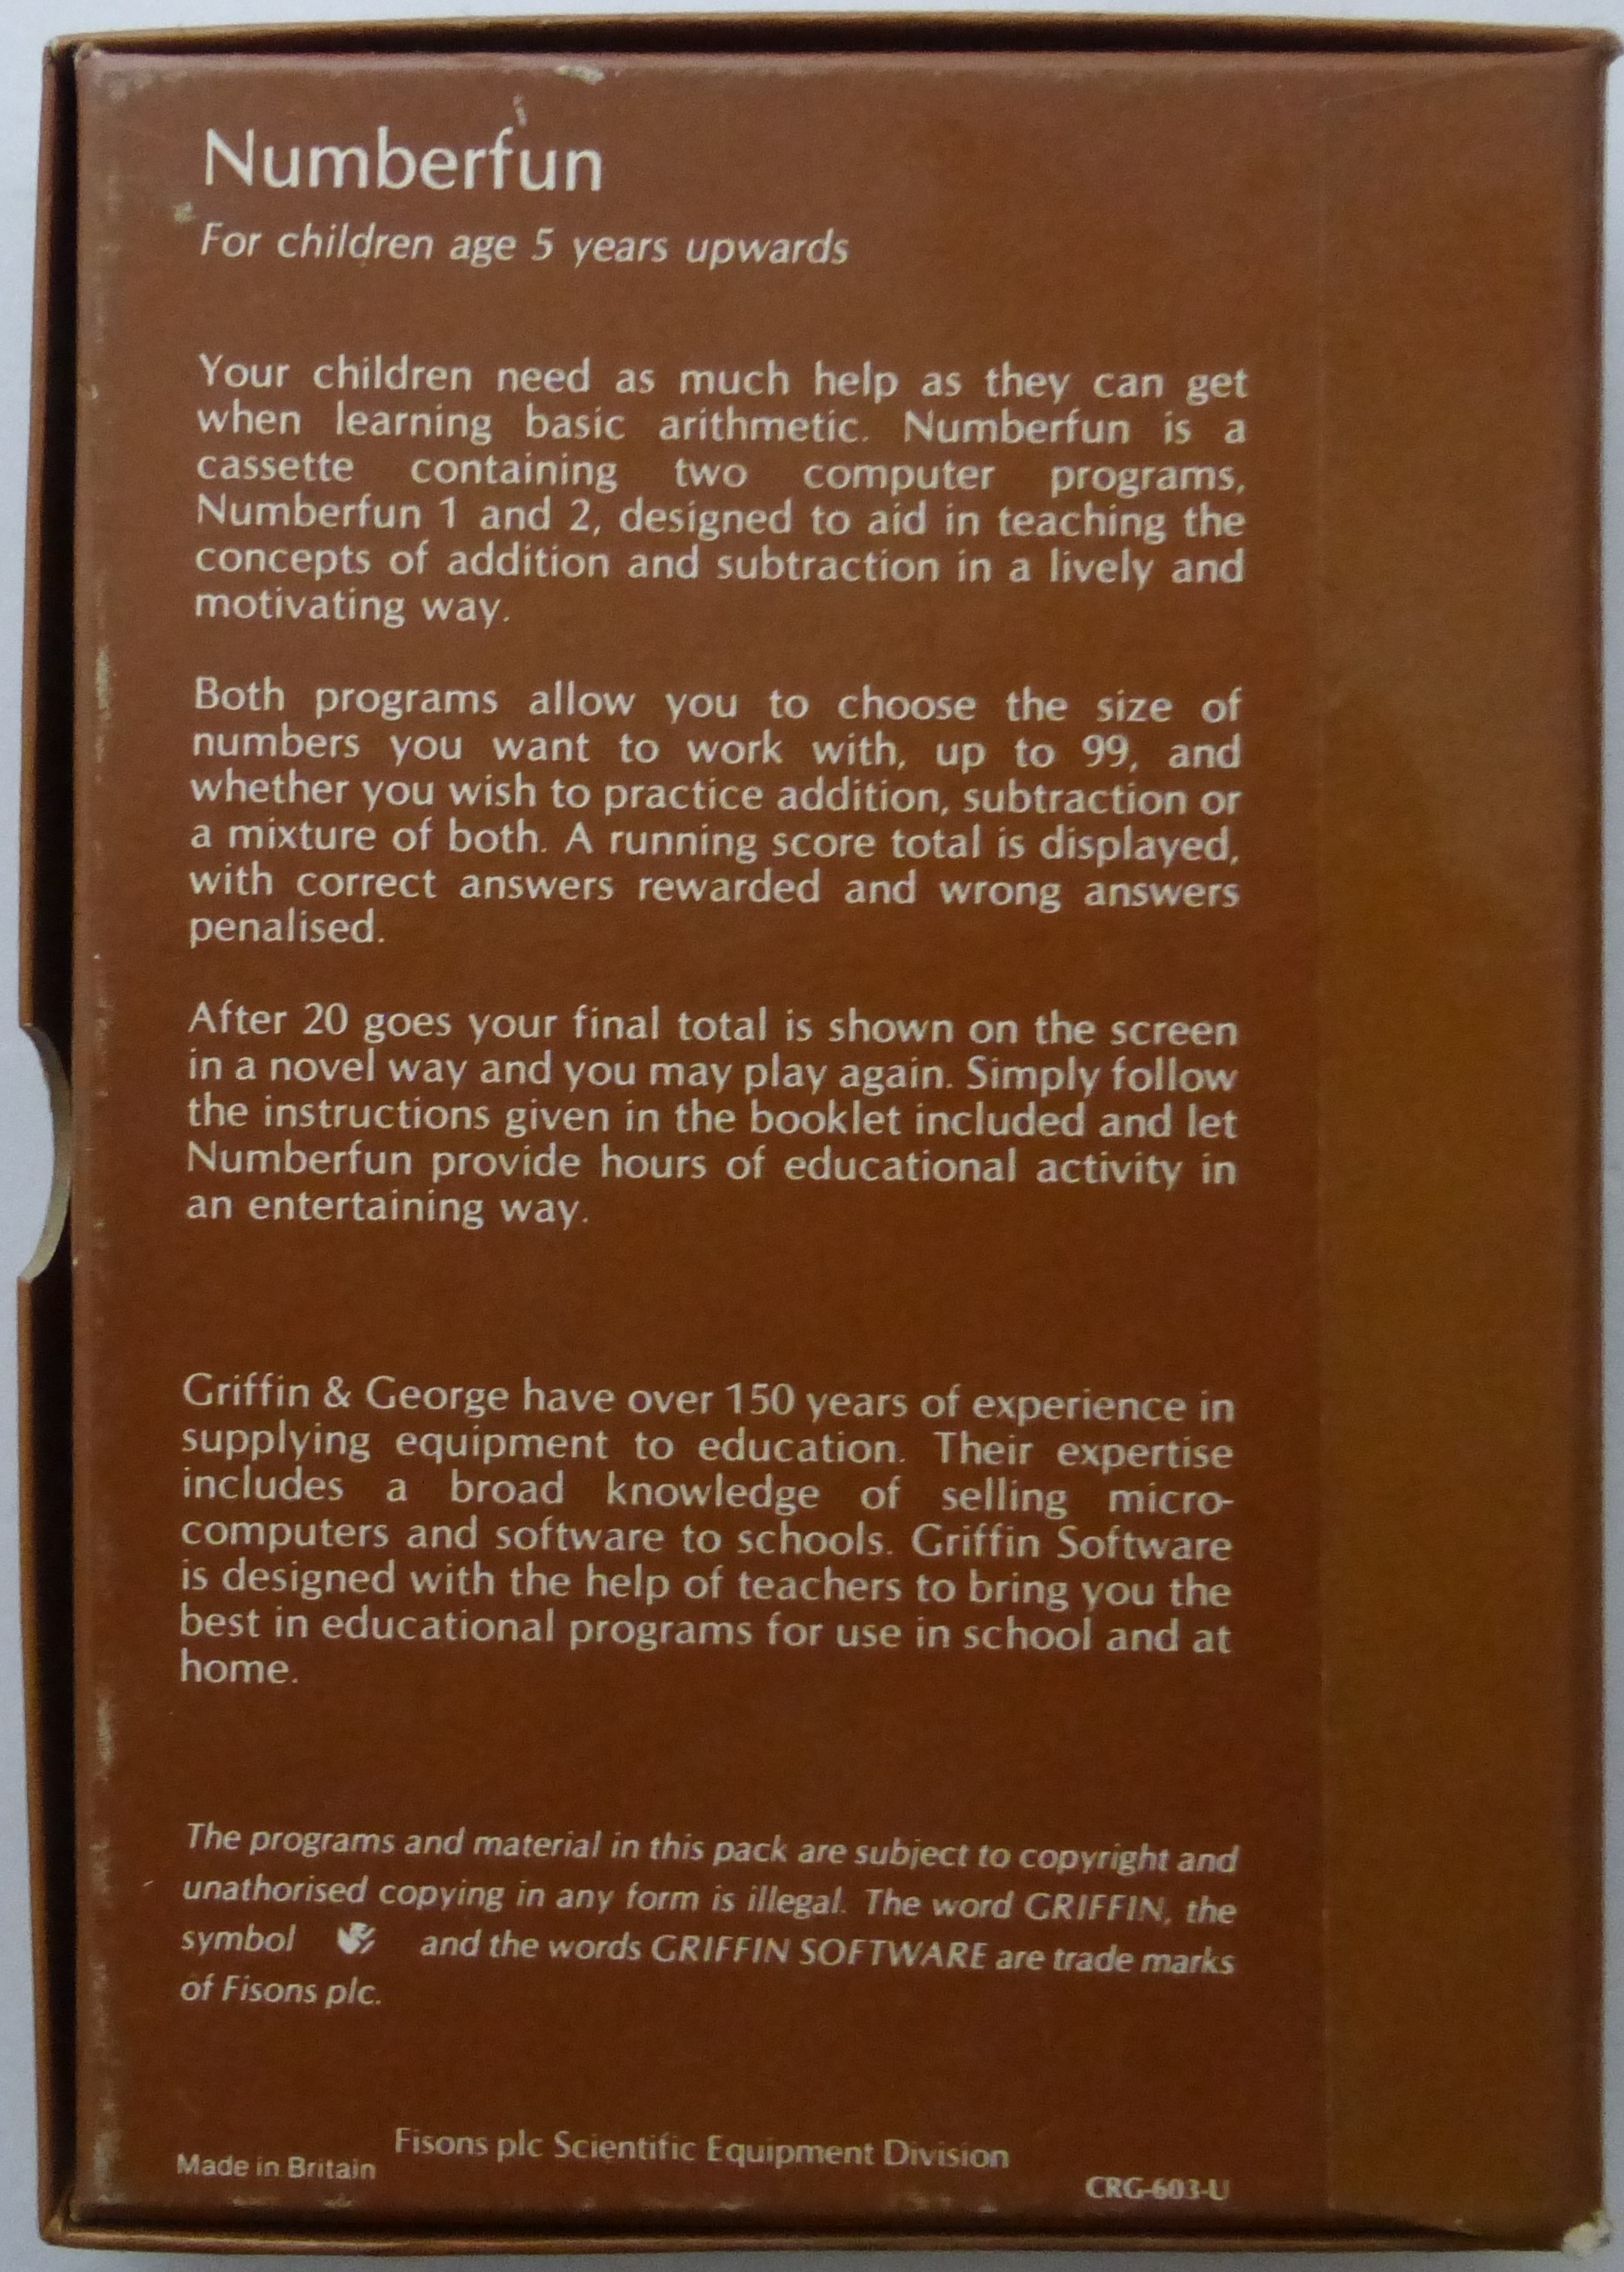 Numberfun
For children age 5 years upwards
Your children need as much help as they can get
when learning basic arithmetic. Numberfun is a
cassette containing two computer programs,
Numberfun 1 and 2, designed to aid in teaching the
concepts of addition and subtraction in a lively and
motivating way.
Both programs allow you to choose the size of
numbers you want to work with, up to 99, and
whether you wish to practice addition, subtraction or
a mixture of both. A running score total is displayed,
with correct answers rewarded and wrong answers
penalised.
After 20 goes your final total is shown on the screen
in a novel way and you may play again. Simply follow
the instructions given in the booklet included and let
Numberfun provide hours of educational activity in
an entertaining way.
Griffin & George have over 150 years of experience in
supplying equipment to education. Their expertise
includes a broad knowledge of selling micro-
computers and software to schools. Griffin Software
is designed with the help of teachers to bring you the
best in educational programs for use in school and at
home.
The programs and material in this pack are subject to copyright and
unathorised copying in any form is illegal. The word GRIFFIN, the
symbol and the words GRIFFIN SOFTWARE are trade marks
of Fisons plc.
Fisons plc Scientific Equipment Division
Made in Britain
CRG-603-U